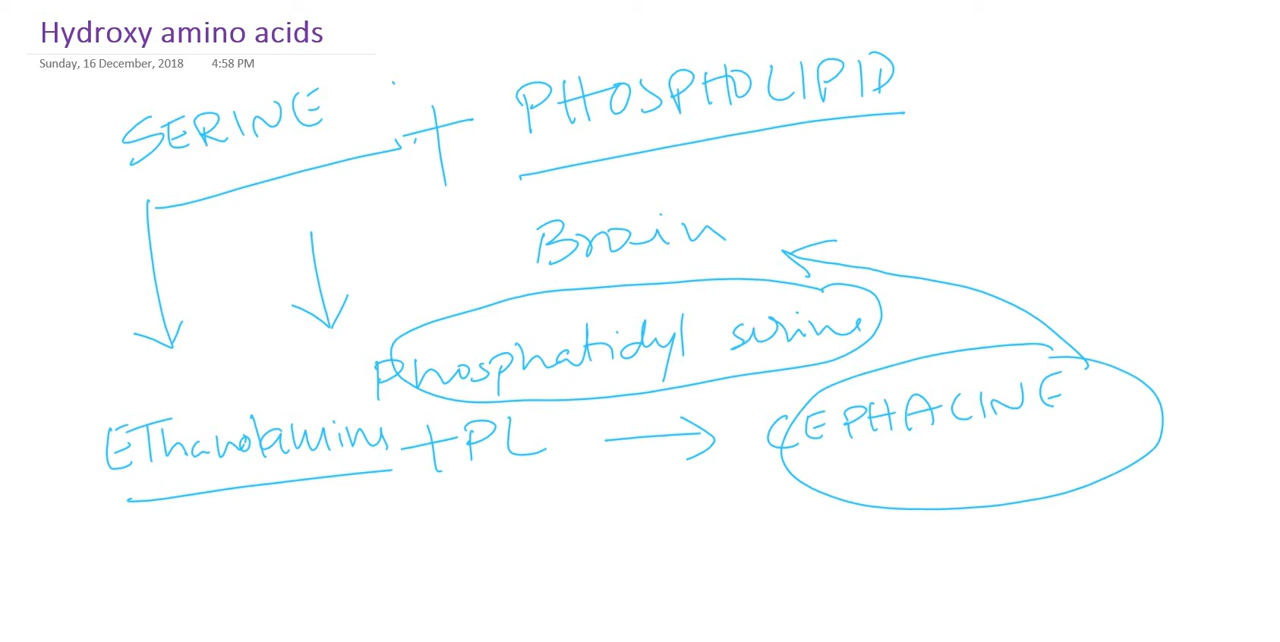 Hydroxy amino acids
Sunday, 16 December, 2018 4:58 PM
SERINE + PHOSPHOLIPID
Brain
Phosphatidyl serine
EThanolamine + PL → CEPHACINE